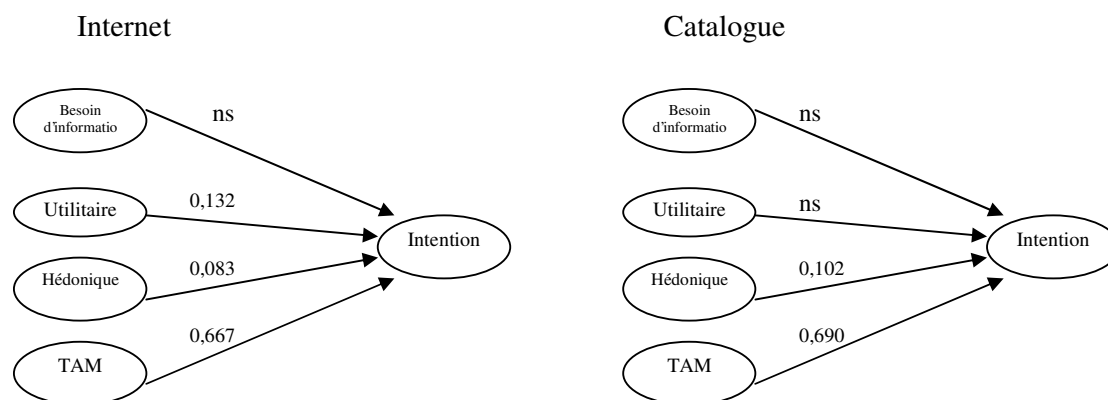 Internet
Besoin
d'informatio
ns
Utilitaire
0,132
Hédonique
0,083
TAM
0,667
Intention
Catalogue
Besoin
d'informatio
ns
Utilitaire
ns
Hédonique
0,102
TAM
0,690
Intention